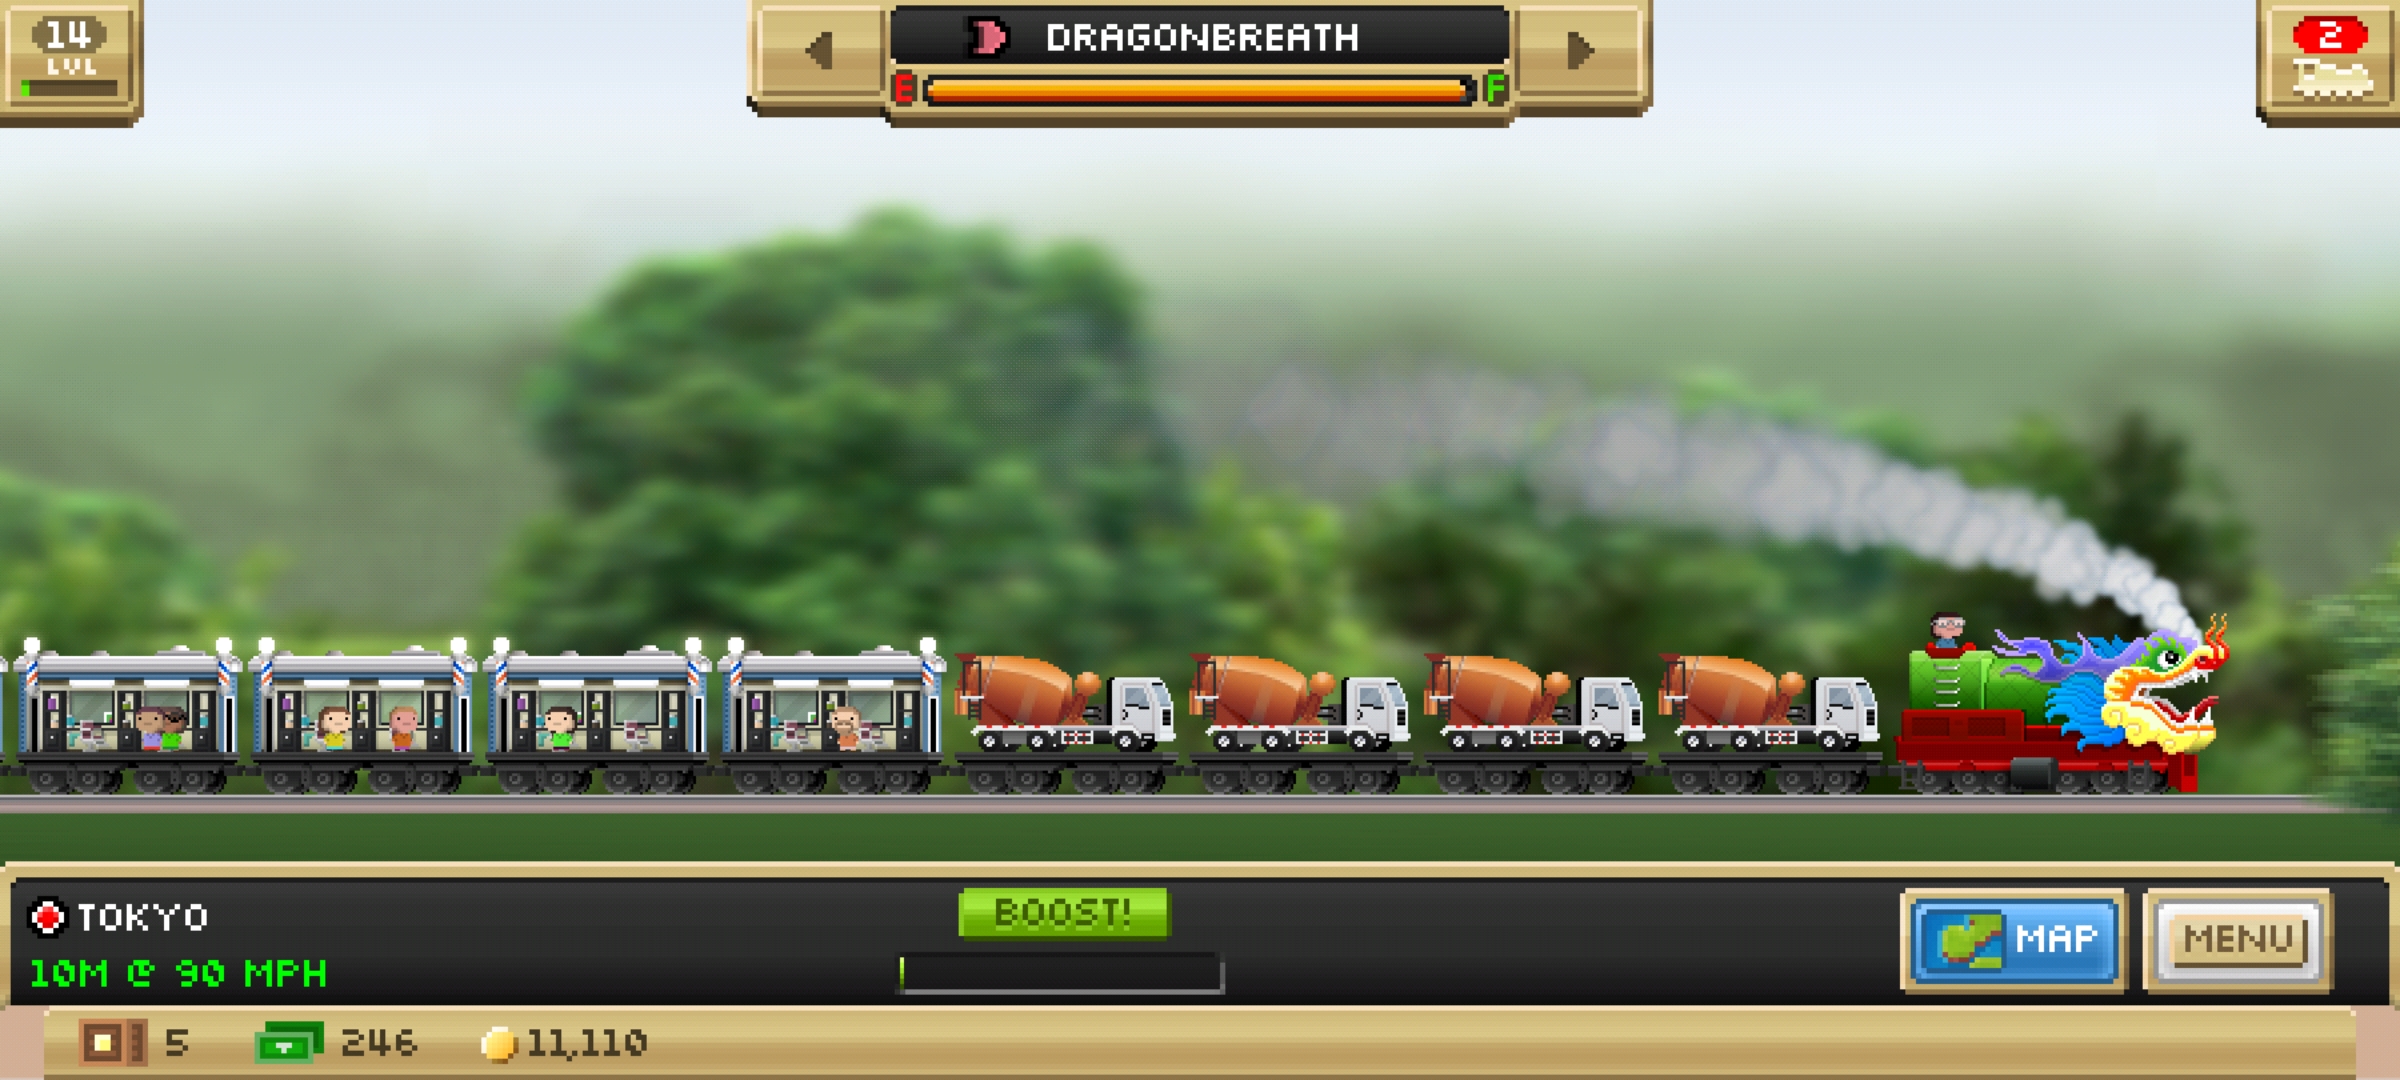 14
LVL
DRAGONBREATH
E F
2
TOKYO
10M @ 90 MPH
BOOST!
MAP
MENU
5
246
11,110